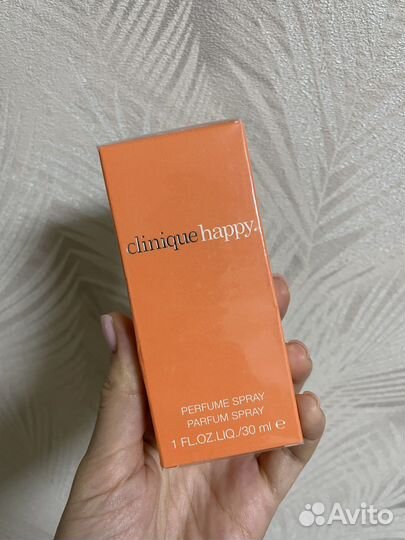 clinique happy.
PERFUME SPRAY
PARFUM SPRAY
1 FL.OZ.LIQ./30 ml ℮
Avito